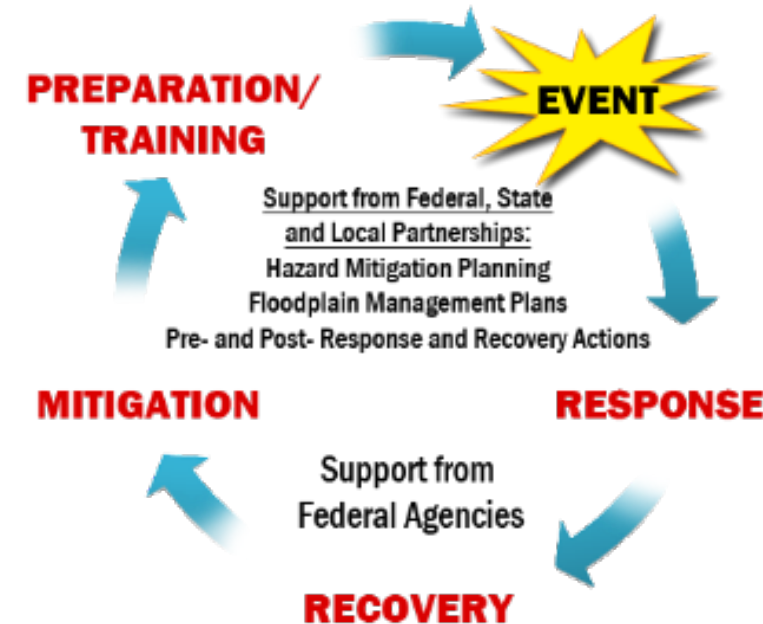 PREPARATION/
TRAINING
EVENT
Support from Federal, State
and Local Partnerships:
Hazard Mitigation Planning
Floodplain Management Plans
Pre- and Post- Response and Recovery Actions
MITIGATION
RESPONSE
Support from
Federal Agencies
RECOVERY